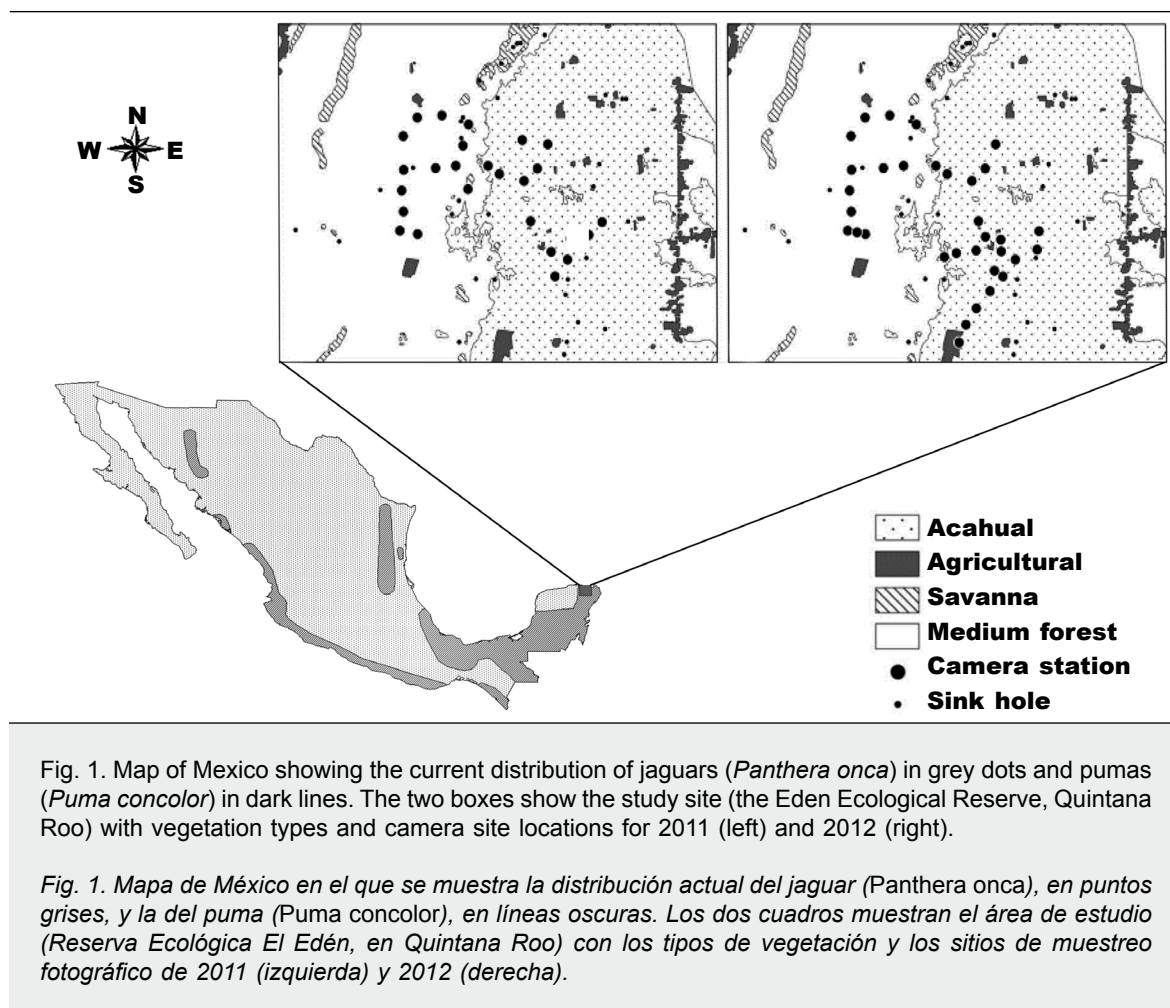 N
W E
S
Acahual
Agricultural
Savanna
Medium forest
Camera station
Sink hole
Fig. 1. Map of Mexico showing the current distribution of jaguars (Panthera onca) in grey dots and pumas
(Puma concolor) in dark lines. The two boxes show the study site (the Eden Ecological Reserve, Quintana
Roo) with vegetation types and camera site locations for 2011 (left) and 2012 (right).
Fig. 1. Mapa de México en el que se muestra la distribución actual del jaguar (Panthera onca), en puntos
grises, y la del puma (Puma concolor), en líneas oscuras. Los dos cuadros muestran el área de estudio
(Reserva Ecológica El Edén, en Quintana Roo) con los tipos de vegetación y los sitios de muestreo
fotográfico de 2011 (izquierda) y 2012 (derecha).